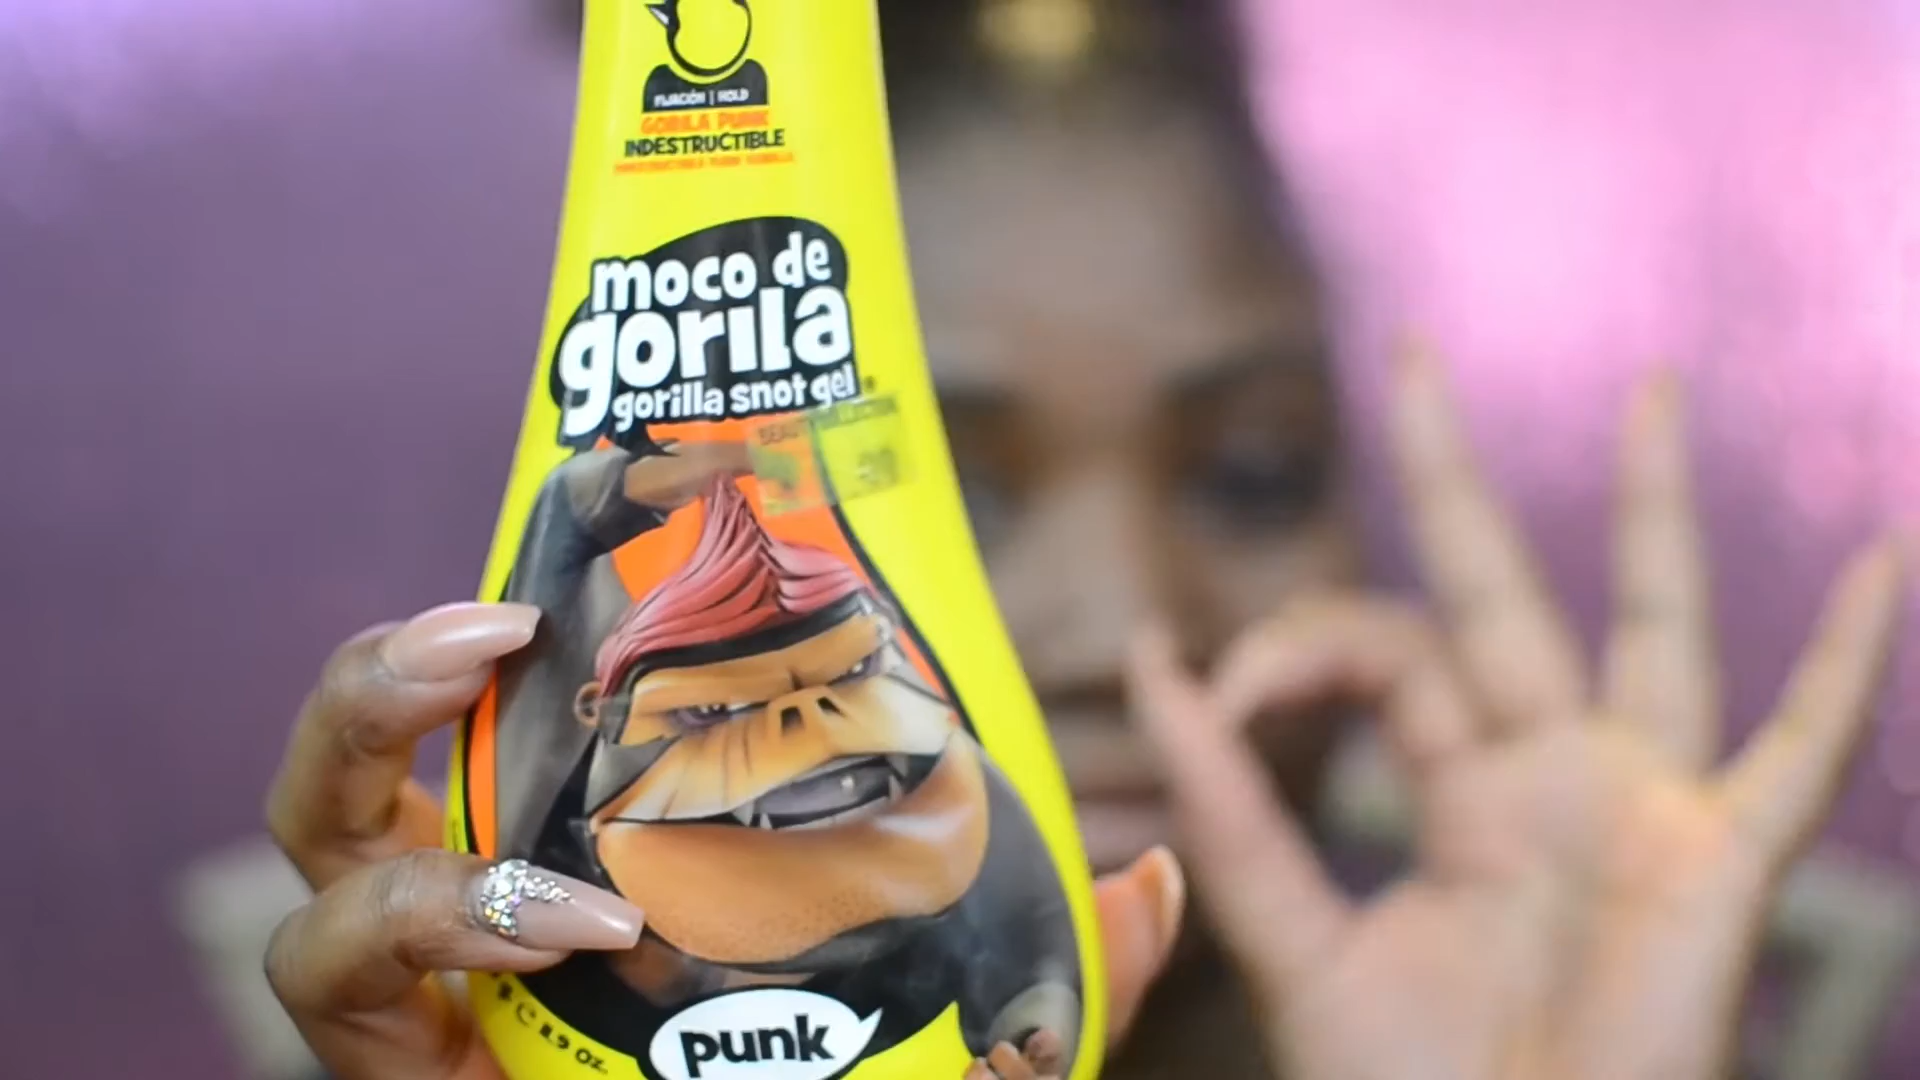 FIJACIÓN | HOLD
GORILA PUNK
INDESTRUCTIBLE
moco de
gorila
gorilla snot gel
punk